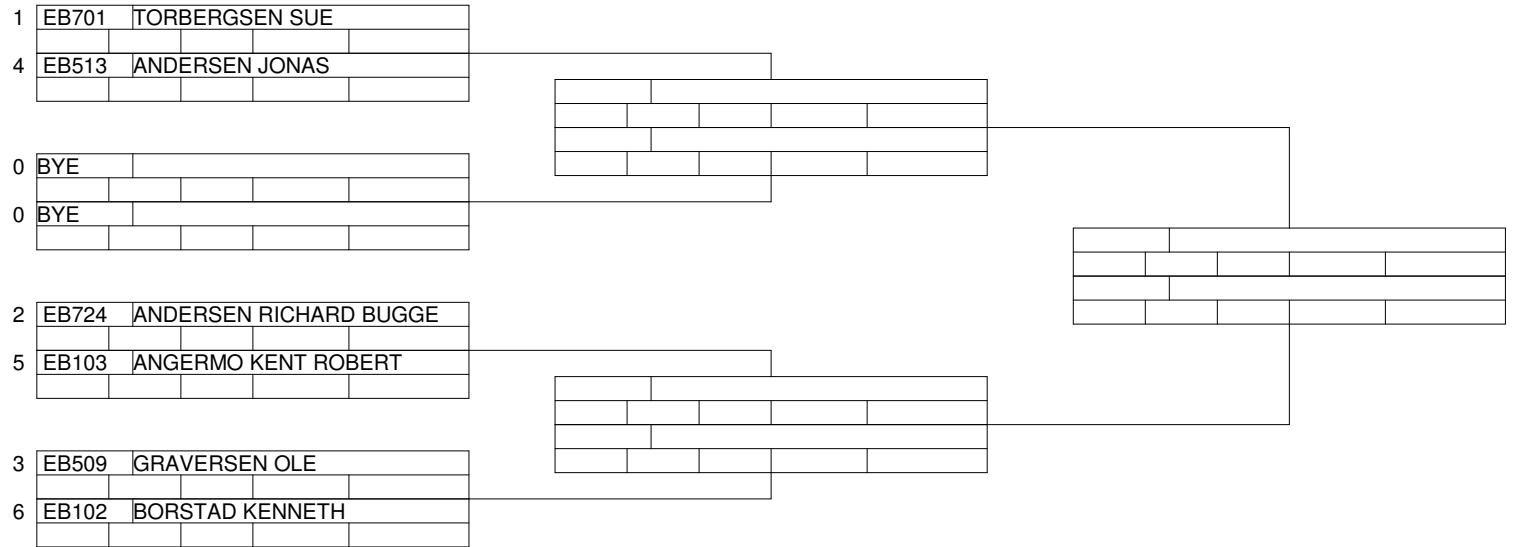 1 EB701 TORBERGSEN SUE
4 EB513 ANDERSEN JONAS
0 BYE
0 BYE
2 EB724 ANDERSEN RICHARD BUGGE
5 EB103 ANGERMO KENT ROBERT
3 EB509 GRAVERSEN OLE
6 EB102 BORSTAD KENNETH